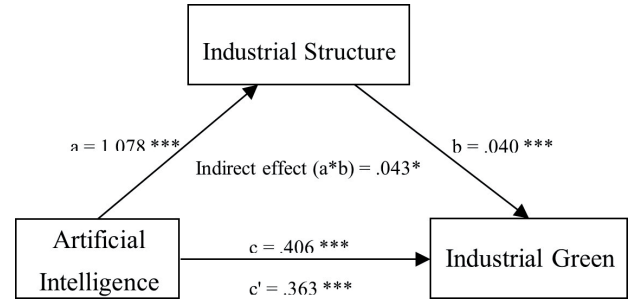 Industrial Structure
a = 1.078 ***
b = .040 ***
Indirect effect (a*b) = .043*
Artificial
Intelligence
c = .406 ***
c' = .363 ***
Industrial Green